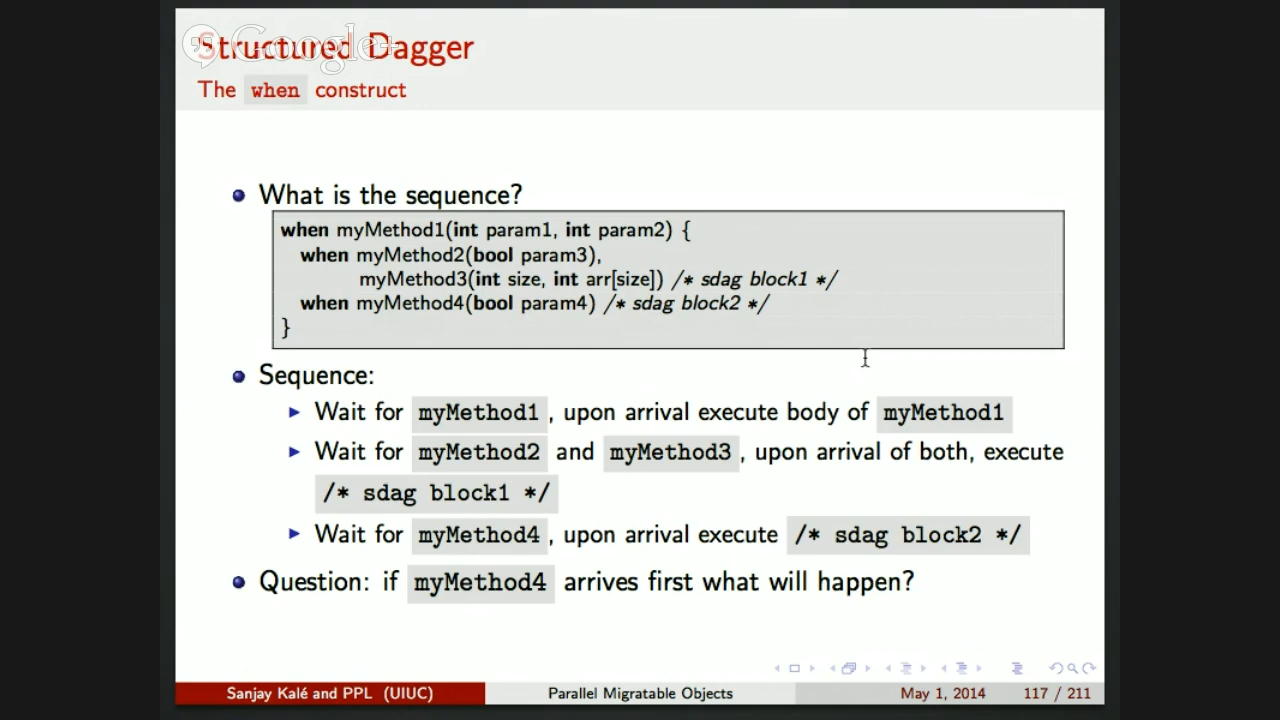 Structured Dagger
Google+
The when construct
What is the sequence?
when myMethod1(int param1, int param2) {
when myMethod2(bool param3),
myMethod3(int size, int arr[size]) /* sdag block1 */
when myMethod4(bool param4) /* sdag block2 */
}
Sequence:
Wait for myMethod1 , upon arrival execute body of myMethod1
Wait for myMethod2 and myMethod3 , upon arrival of both, execute
/* sdag block1 */
Wait for myMethod4 , upon arrival execute /* sdag block2 */
Question: if myMethod4 arrives first what will happen?
Sanjay Kalé and PPL (UIUC) Parallel Migratable Objects May 1, 2014 117 / 211